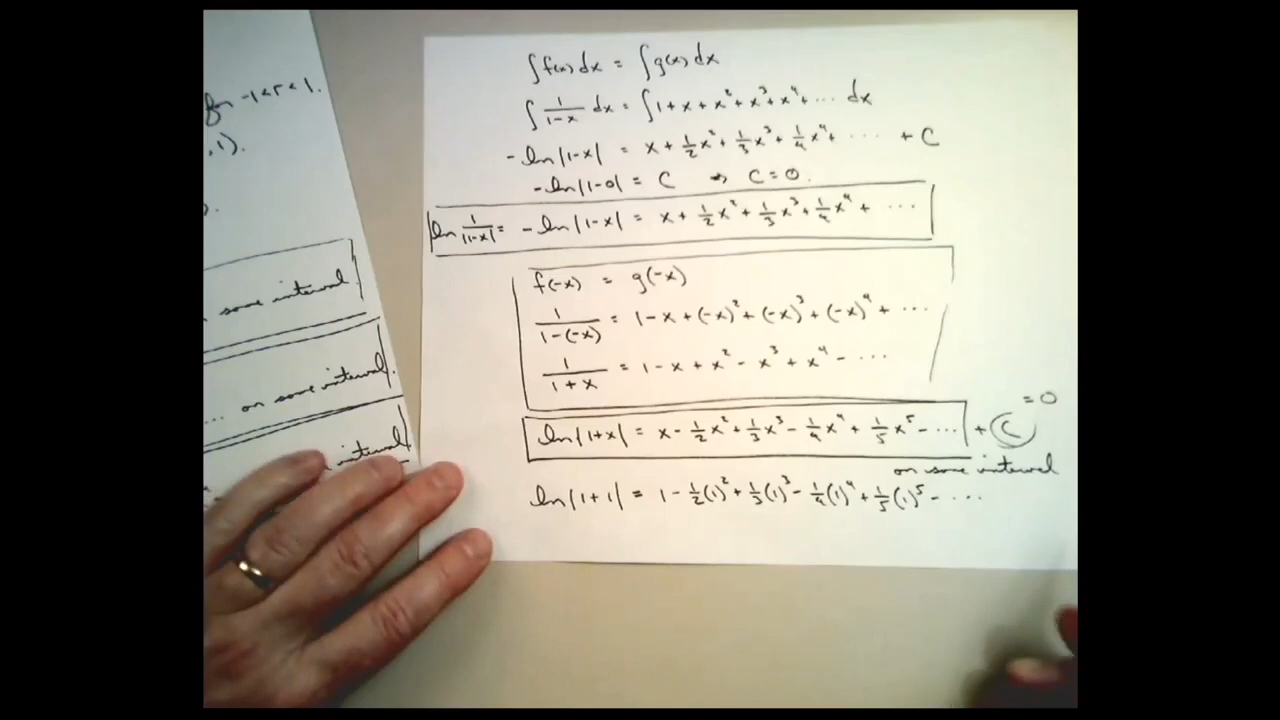 for -1<r<1.
,1).
).
some interval
... on some interval.
interval
∫f(x) dx = ∫g(x) dx
∫ 1/(1-x) dx = ∫ 1 + x + x² + x³ + x⁴ + ⋯ dx
-ln|1-x| = x + ½x² + ⅓x³ + ¼x⁴ + ⋯ + C
-ln|1-0| = C ⇒ C = 0.
ln 1/|1-x| = -ln|1-x| = x + ½x² + ⅓x³ + ¼x⁴ + ⋯
f(-x) = g(-x)
1/(1-(-x)) = 1 - x + (-x)² + (-x)³ + (-x)⁴ + ⋯
1/(1+x) = 1 - x + x² - x³ + x⁴ - ⋯
ln|1+x| = x - ½x² + ⅓x³ - ¼x⁴ + ⅕x⁵ - ⋯ + C = 0
on some interval
ln|1+1| = 1 - ½(1)² + ⅓(1)³ - ¼(1)⁴ + ⅕(1)⁵ - ⋯